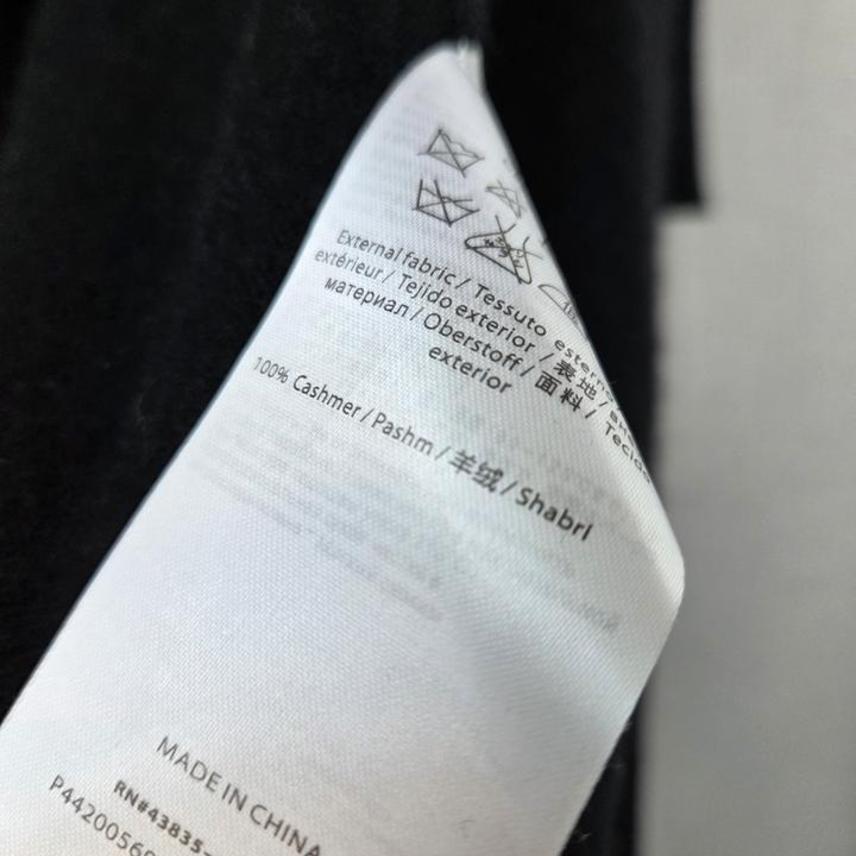 External fabric / Tessuto esterno
extérieur / Tejido exterior / 表地 /
материал / Oberstoff / 面料 / Tecido
exterior
100% Cashmer / Pashm / 羊绒 / Shabrl
MADE IN CHINA
RN#43835-
P44200569